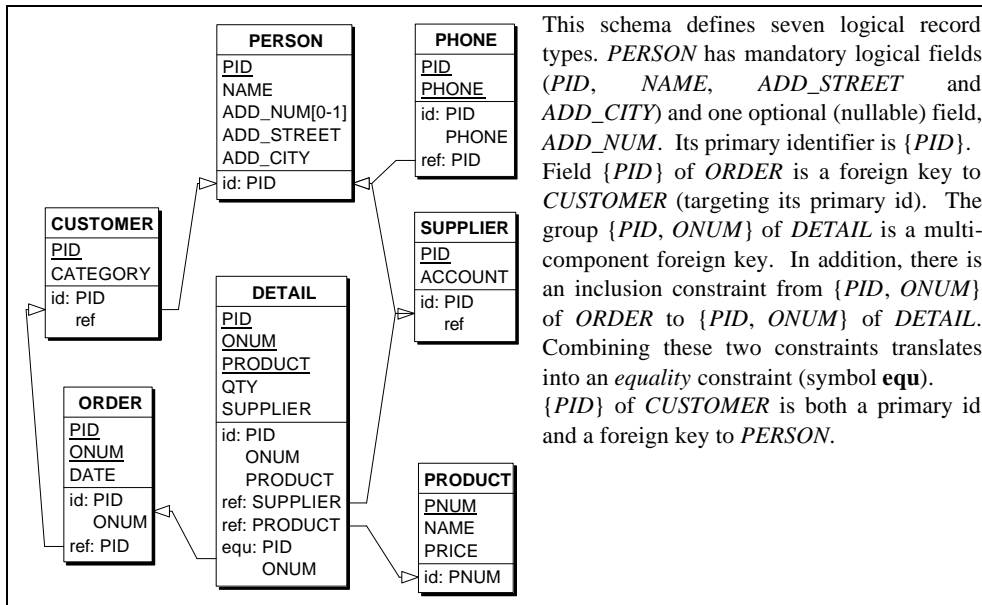 PERSON
PID
NAME
ADD_NUM[0-1]
ADD_STREET
ADD_CITY
id: PID
PHONE
PID
PHONE
id: PID
PHONE
ref: PID
CUSTOMER
PID
CATEGORY
id: PID
ref
SUPPLIER
PID
ACCOUNT
id: PID
ref
DETAIL
PID
ONUM
PRODUCT
QTY
SUPPLIER
id: PID
ONUM
PRODUCT
ref: SUPPLIER
ref: PRODUCT
equ: PID
ONUM
ORDER
PID
ONUM
DATE
id: PID
ONUM
ref: PID
PRODUCT
PNUM
NAME
PRICE
id: PNUM
This schema defines seven logical record
types. PERSON has mandatory logical fields
(PID, NAME, ADD_STREET and
ADD_CITY) and one optional (nullable) field,
ADD_NUM. Its primary identifier is {PID}.
Field {PID} of ORDER is a foreign key to
CUSTOMER (targeting its primary id). The
group {PID, ONUM} of DETAIL is a multi-
component foreign key. In addition, there is
an inclusion constraint from {PID, ONUM}
of ORDER to {PID, ONUM} of DETAIL.
Combining these two constraints translates
into an equality constraint (symbol equ).
{PID} of CUSTOMER is both a primary id
and a foreign key to PERSON.